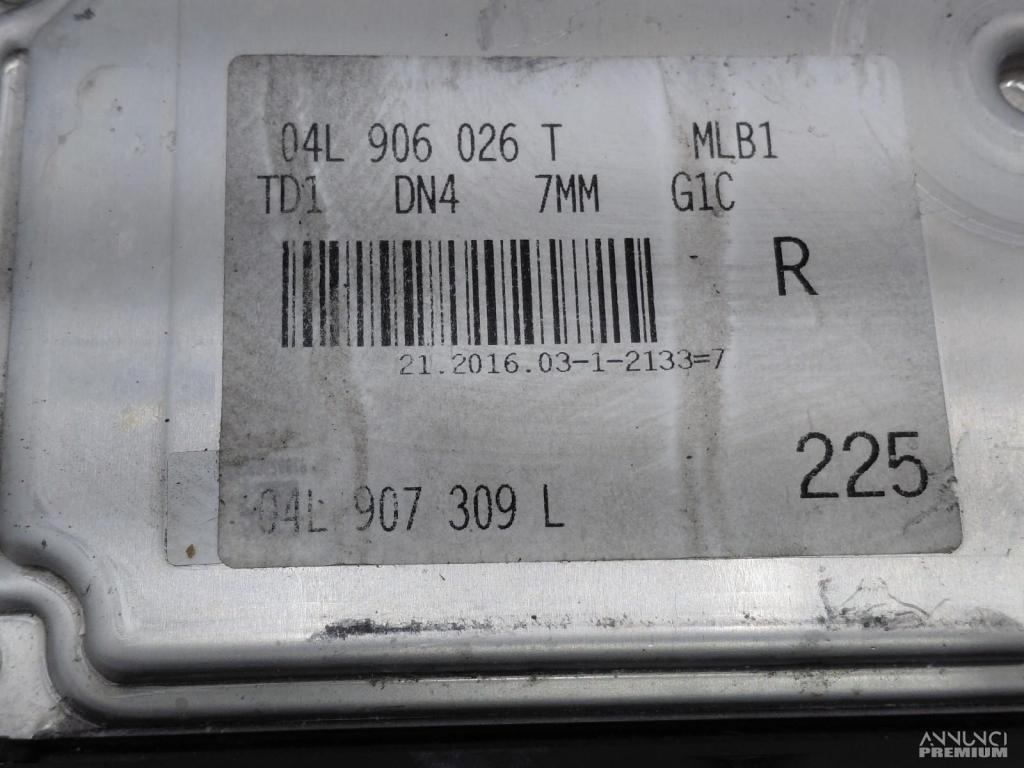 04L 906 026 T MLB1
TD1 DN4 7MM G1C
R
21.2016.03-1-2133=7
225
04L 907 309 L
ANNUNCI
PREMIUM